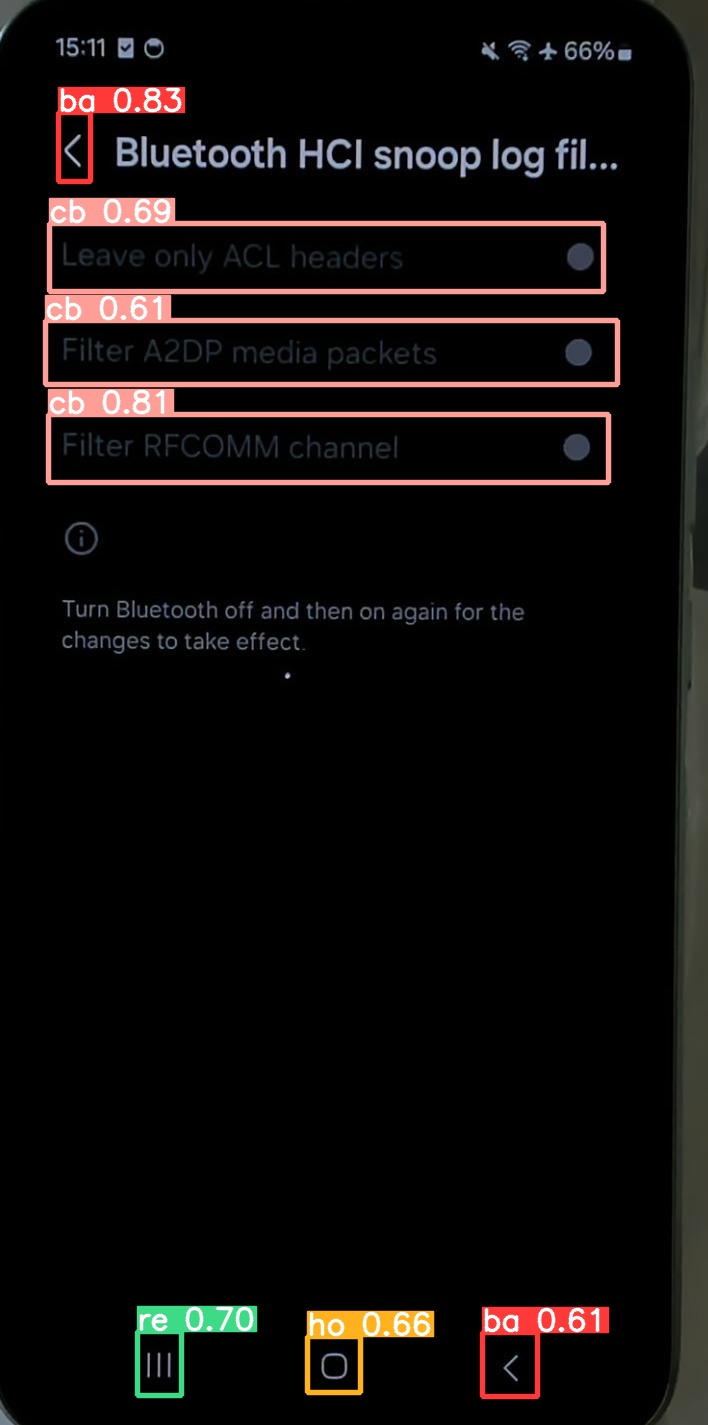 15:11 66%
ba 0.83
Bluetooth HCI snoop log fil...
cb 0.69
Leave only ACL headers
cb 0.61
Filter A2DP media packets
cb 0.81
Filter RFCOMM channel
Turn Bluetooth off and then on again for the
changes to take effect.
re 0.70
ho 0.66
ba 0.61